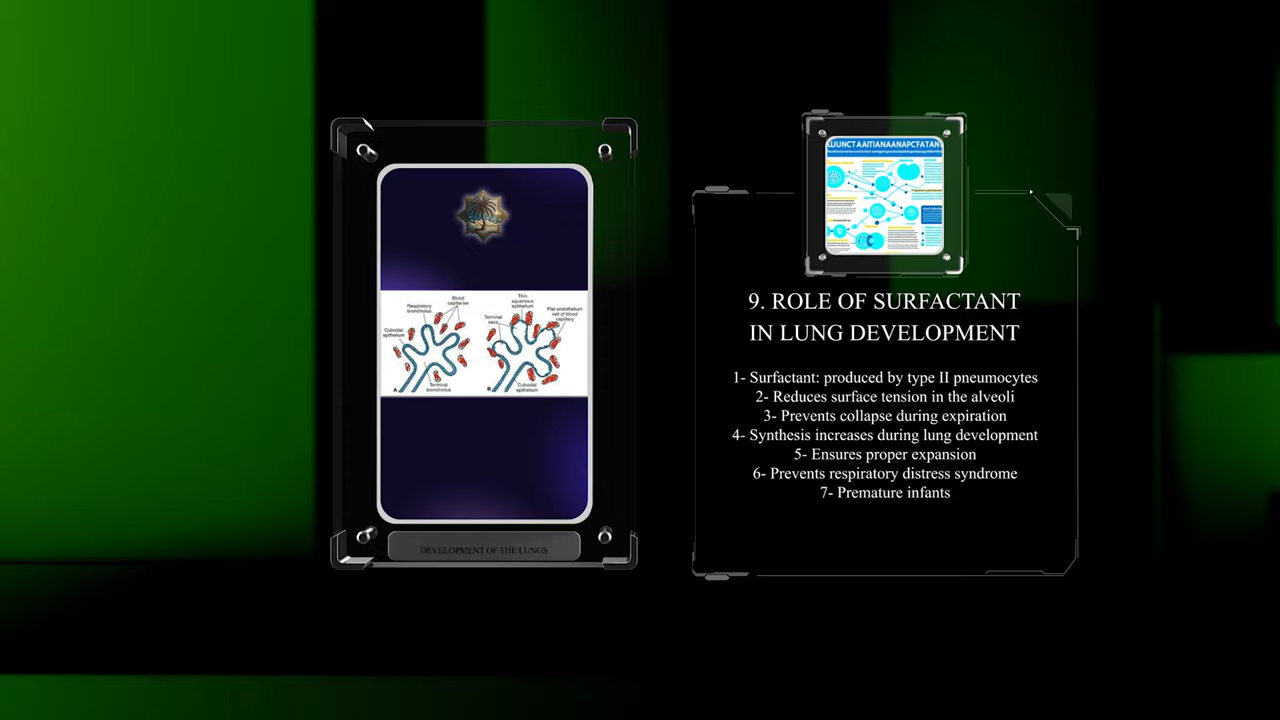 Respiratory
bronchiolus
Blood
capillaries
Cuboidal
epithelium
Terminal
bronchiolus
A
Thin
squamous
epithelium
Terminal
sacs
Flat endothelium
cell of blood
capillary
Cuboidal
epithelium
B
DEVELOPMENT OF THE LUNGS
9. ROLE OF SURFACTANT
IN LUNG DEVELOPMENT
1- Surfactant: produced by type II pneumocytes
2- Reduces surface tension in the alveoli
3- Prevents collapse during expiration
4- Synthesis increases during lung development
5- Ensures proper expansion
6- Prevents respiratory distress syndrome
7- Premature infants